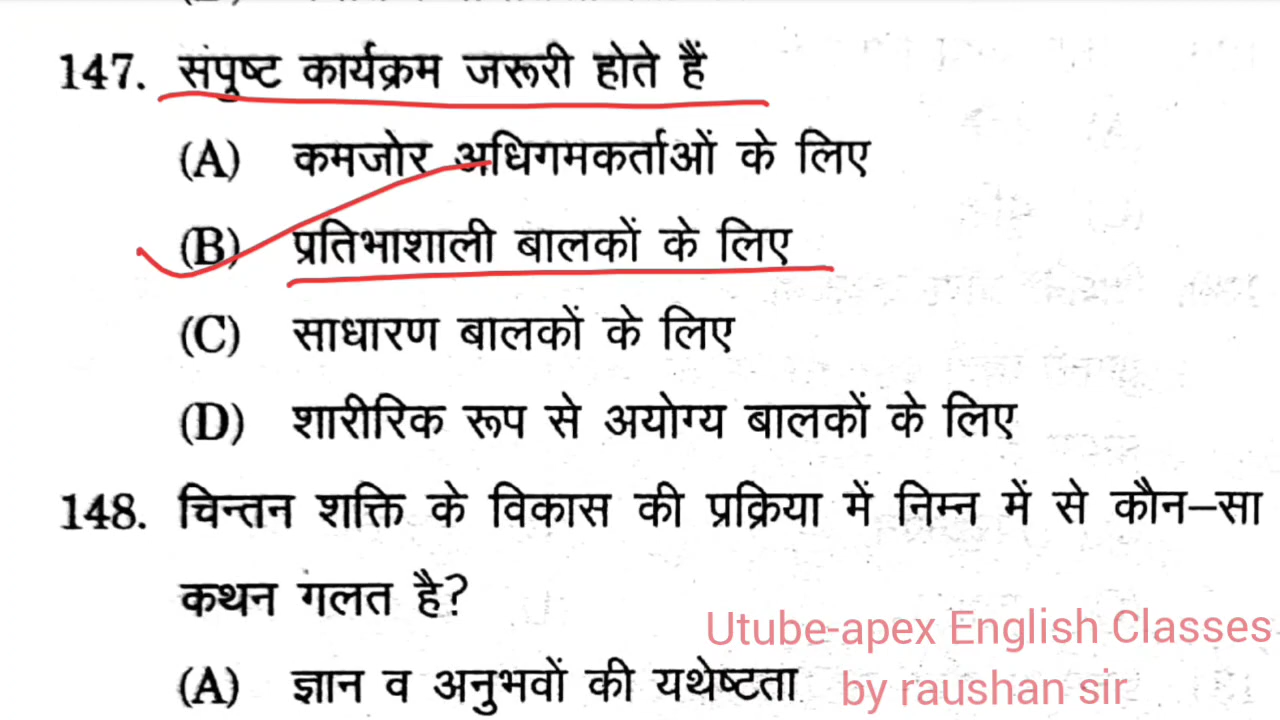 147. संपुष्ट कार्यक्रम जरूरी होते हैं
(A) कमजोर अधिगमकर्ताओं के लिए
(B) प्रतिभाशाली बालकों के लिए
(C) साधारण बालकों के लिए
(D) शारीरिक रूप से अयोग्य बालकों के लिए
148. चिन्तन शक्ति के विकास की प्रक्रिया में निम्न में से कौन-सा
कथन गलत है?
Utube-apex English Classes
(A) ज्ञान व अनुभवों की यथेष्टता
by raushan sir